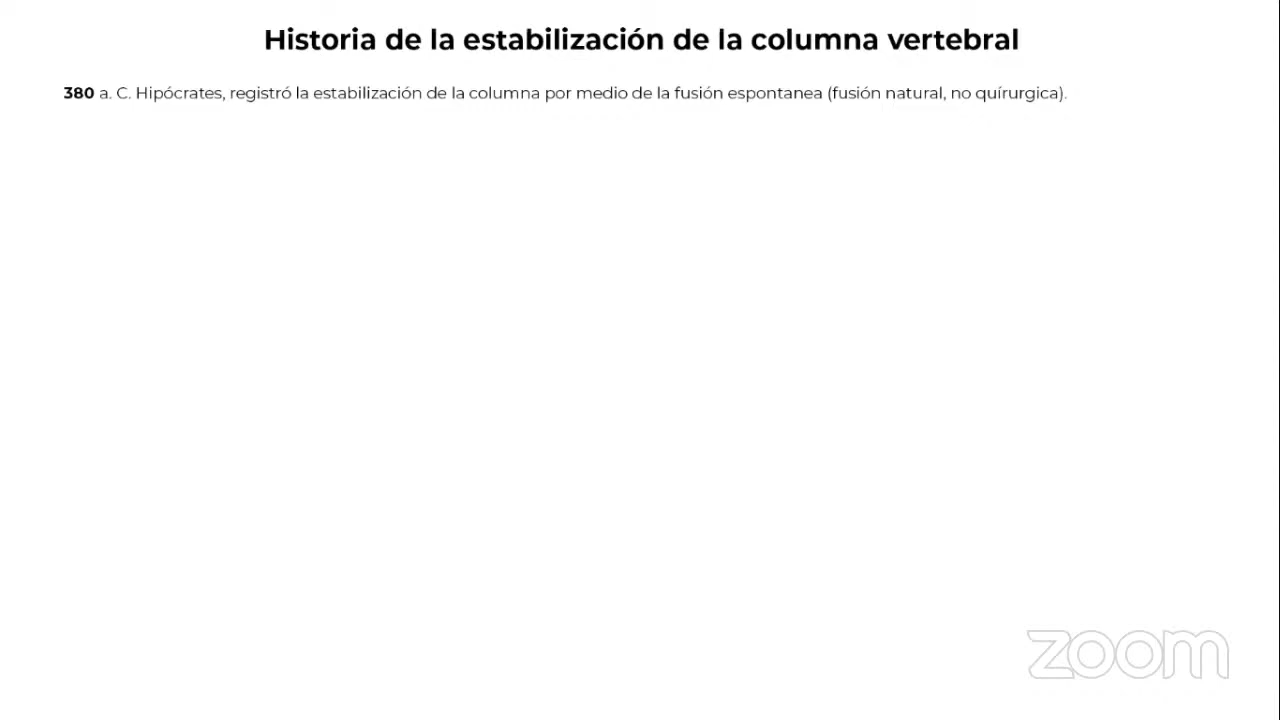 Historia de la estabilización de la columna vertebral
380 a. C. Hipócrates, registró la estabilización de la columna por medio de la fusión espontanea (fusión natural, no quírurgica).
zoom